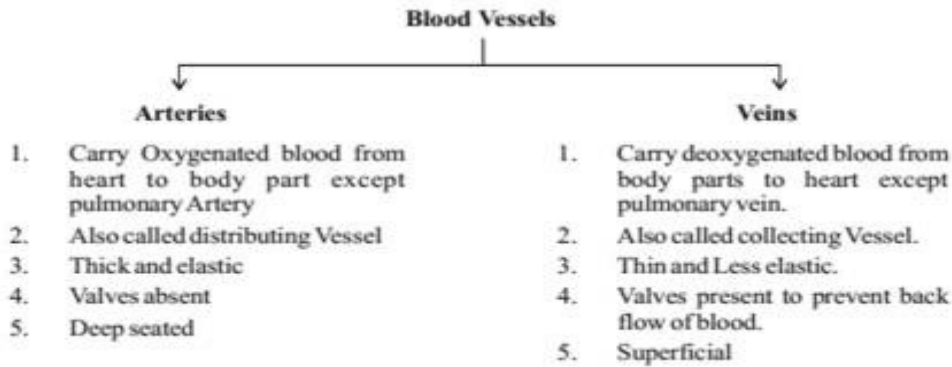 Blood Vessels
Arteries
1. Carry Oxygenated blood from
heart to body part except
pulmonary Artery
2. Also called distributing Vessel
3. Thick and elastic
4. Valves absent
5. Deep seated
Veins
1. Carry deoxygenated blood from
body parts to heart except
pulmonary vein.
2. Also called collecting Vessel.
3. Thin and Less elastic.
4. Valves present to prevent back
flow of blood.
5. Superficial